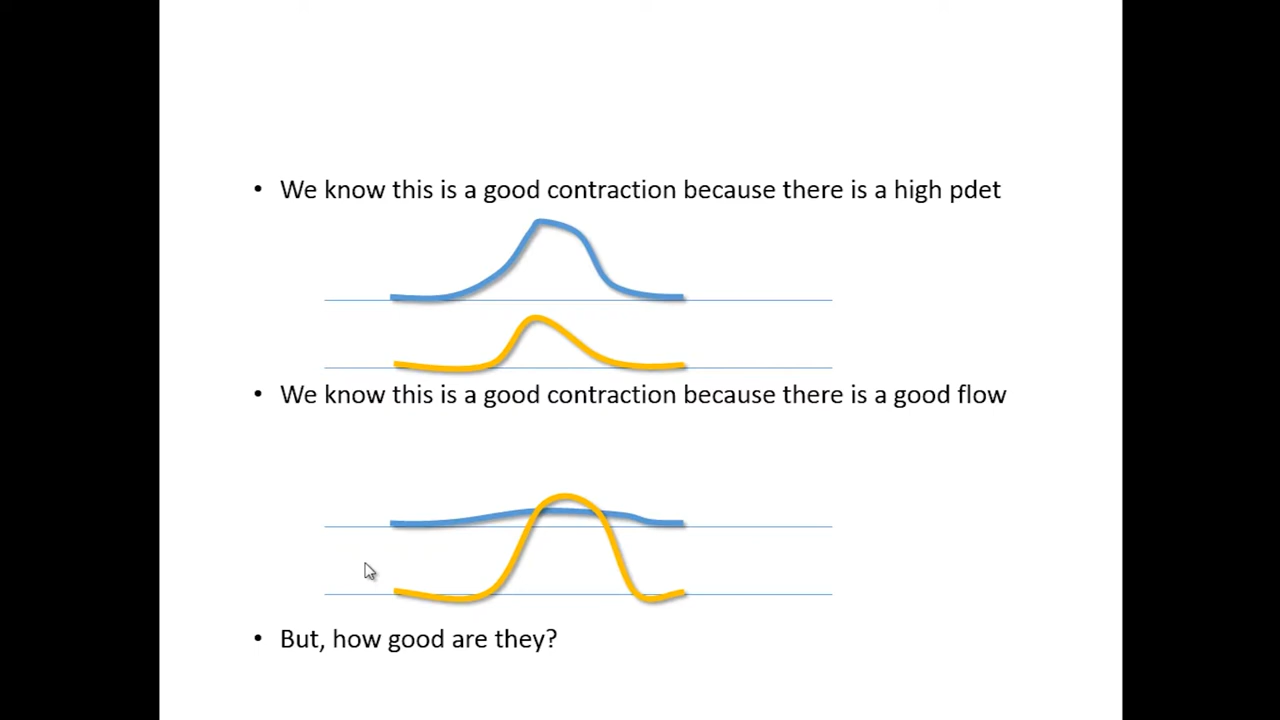 • We know this is a good contraction because there is a high pdet
• We know this is a good contraction because there is a good flow
• But, how good are they?